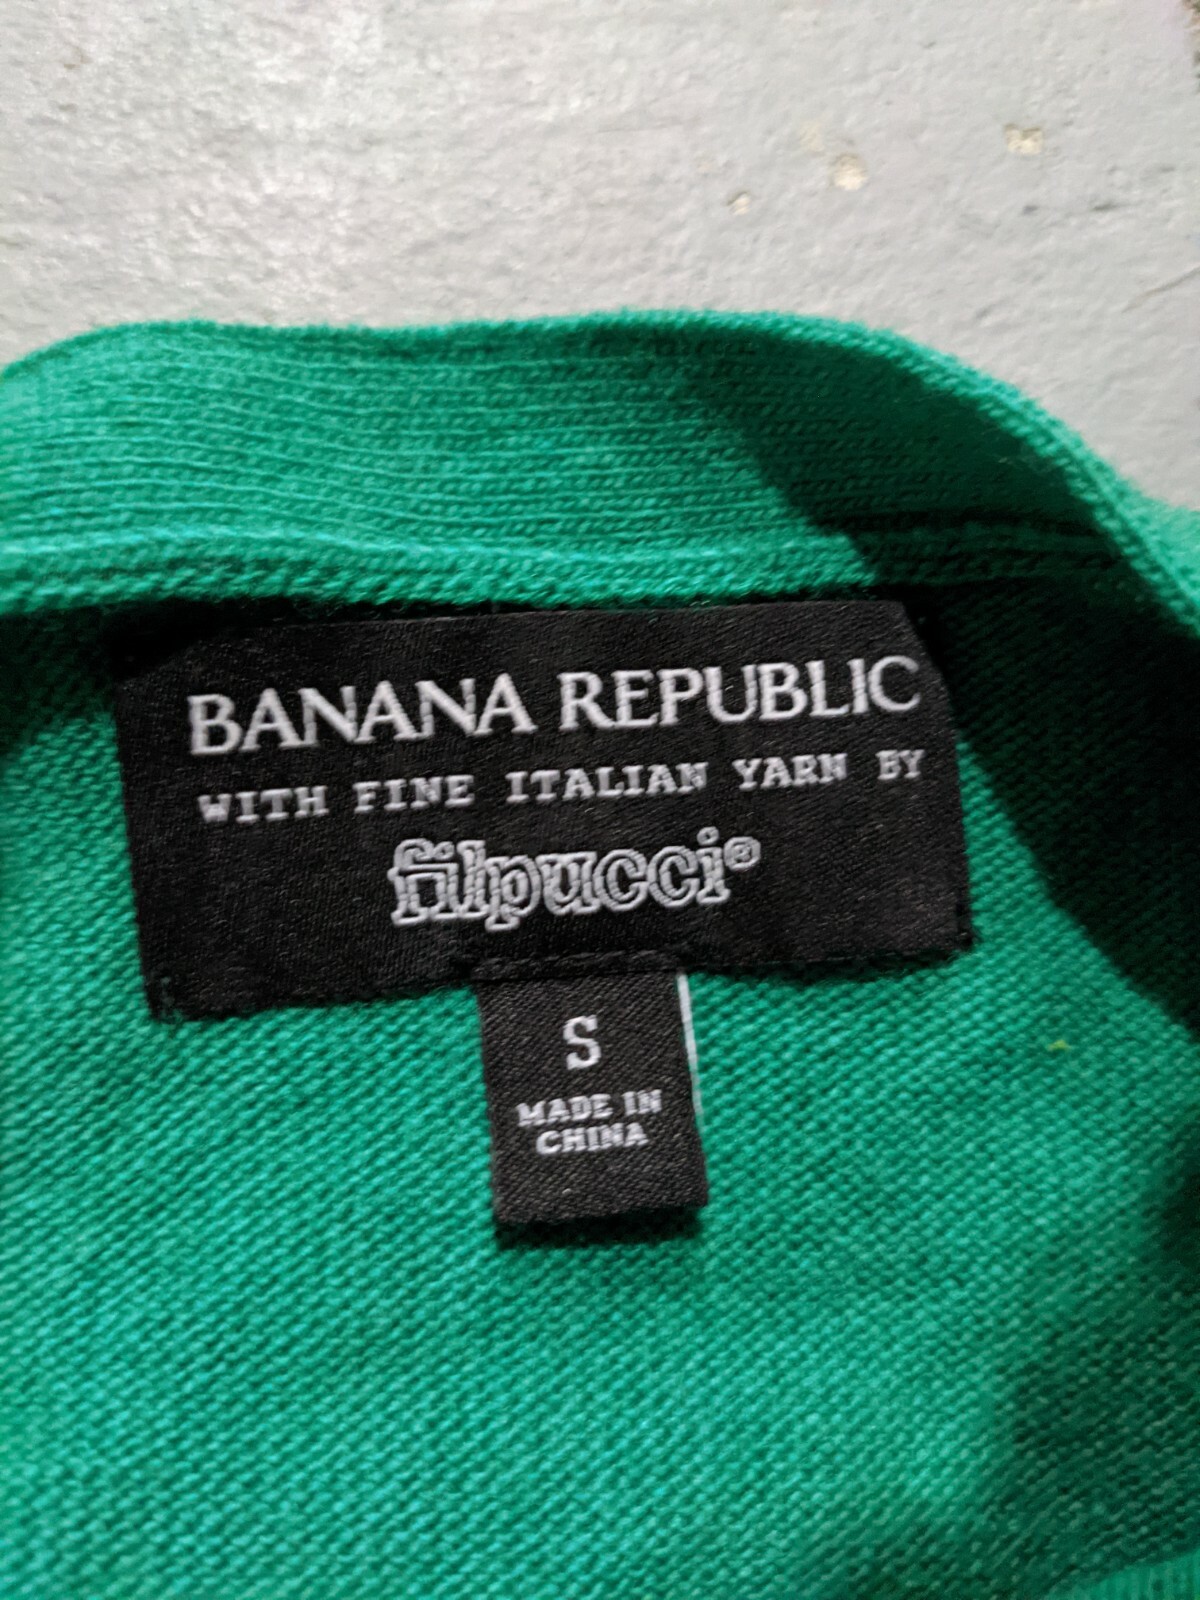 BANANA REPUBLIC
WITH FINE ITALIAN YARN BY
filpucci®
S
MADE IN
CHINA